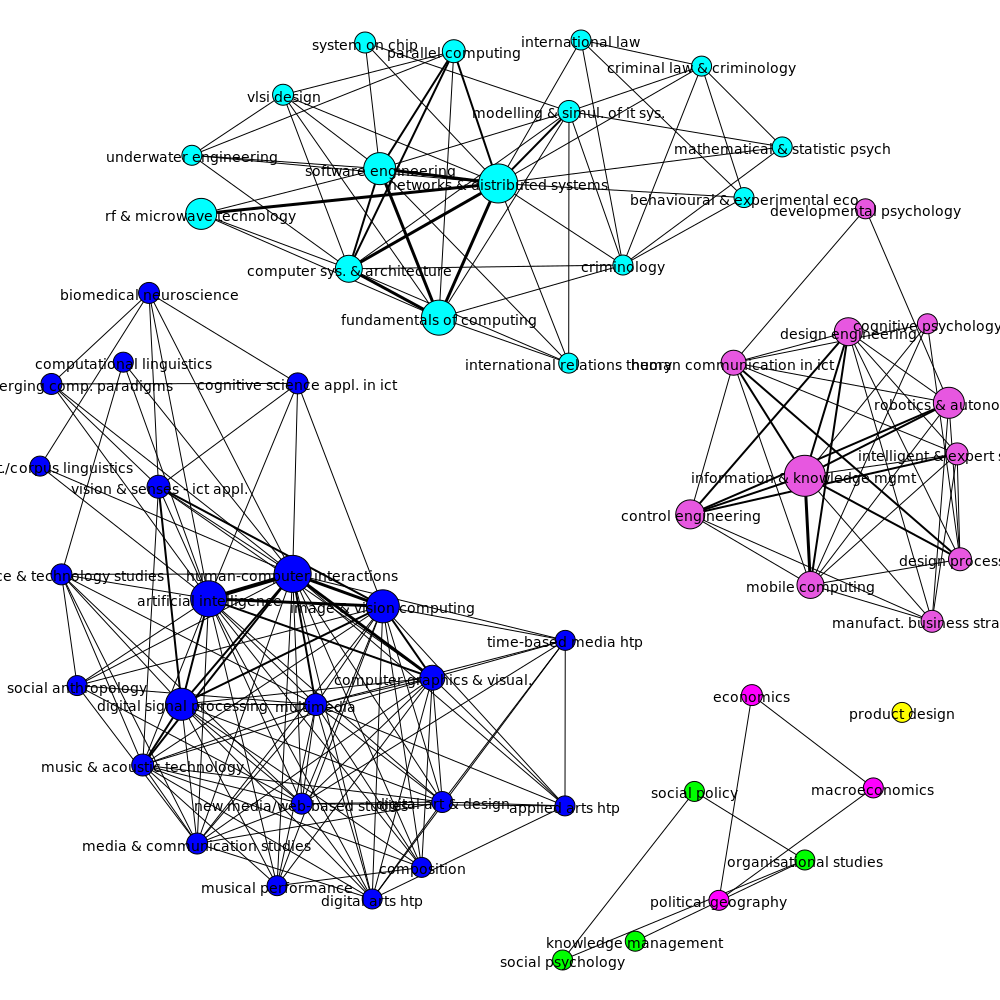 system on chip
parallel computing
international law
criminal law & criminology
vlsi design
modelling & simul. of it sys.
mathematical & statistic psych
underwater engineering
software engineering
networks & distributed systems
behavioural & experimental eco
developmental psychology
rf & microwave technology
computer sys. & architecture
criminology
biomedical neuroscience
fundamentals of computing
design engineering
cognitive psychology
computational linguistics
international relations theory
human communication in ict
erging comp. paradigms
cognitive science appl. in ict
robotics & autono
intelligent & expert s
t./corpus linguistics
vision & senses - ict appl.
information & knowledge mgmt
control engineering
design process
ce & technology studies
human-computer interactions
artificial intelligence
image & vision computing
mobile computing
manufact. business stra
time-based media htp
social anthropology
computer graphics & visual.
digital signal processing
multimedia
economics
product design
music & acoustic technology
social policy
macroeconomics
new media/web-based studies
digital art & design
applied arts htp
media & communication studies
organisational studies
composition
musical performance
digital arts htp
political geography
knowledge management
social psychology